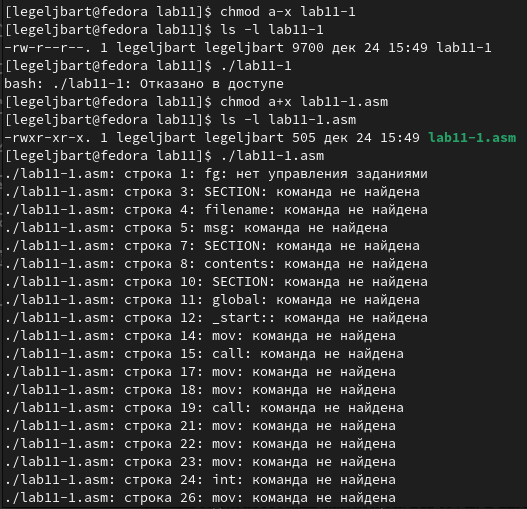 [legeljbart@fedora lab11]$ chmod a-x lab11-1
[legeljbart@fedora lab11]$ ls -l lab11-1
-rw-r--r--. 1 legeljbart legeljbart 9700 дек 24 15:49 lab11-1
[legeljbart@fedora lab11]$ ./lab11-1
bash: ./lab11-1: Отказано в доступе
[legeljbart@fedora lab11]$ chmod a+x lab11-1.asm
[legeljbart@fedora lab11]$ ls -l lab11-1.asm
-rwxr-xr-x. 1 legeljbart legeljbart 505 дек 24 15:49 lab11-1.asm
[legeljbart@fedora lab11]$ ./lab11-1.asm
./lab11-1.asm: строка 1: fg: нет управления заданиями
./lab11-1.asm: строка 3: SECTION: команда не найдена
./lab11-1.asm: строка 4: filename: команда не найдена
./lab11-1.asm: строка 5: msg: команда не найдена
./lab11-1.asm: строка 7: SECTION: команда не найдена
./lab11-1.asm: строка 8: contents: команда не найдена
./lab11-1.asm: строка 10: SECTION: команда не найдена
./lab11-1.asm: строка 11: global: команда не найдена
./lab11-1.asm: строка 12: _start:: команда не найдена
./lab11-1.asm: строка 14: mov: команда не найдена
./lab11-1.asm: строка 15: call: команда не найдена
./lab11-1.asm: строка 17: mov: команда не найдена
./lab11-1.asm: строка 18: mov: команда не найдена
./lab11-1.asm: строка 19: call: команда не найдена
./lab11-1.asm: строка 21: mov: команда не найдена
./lab11-1.asm: строка 22: mov: команда не найдена
./lab11-1.asm: строка 23: mov: команда не найдена
./lab11-1.asm: строка 24: int: команда не найдена
./lab11-1.asm: строка 26: mov: команда не найдена